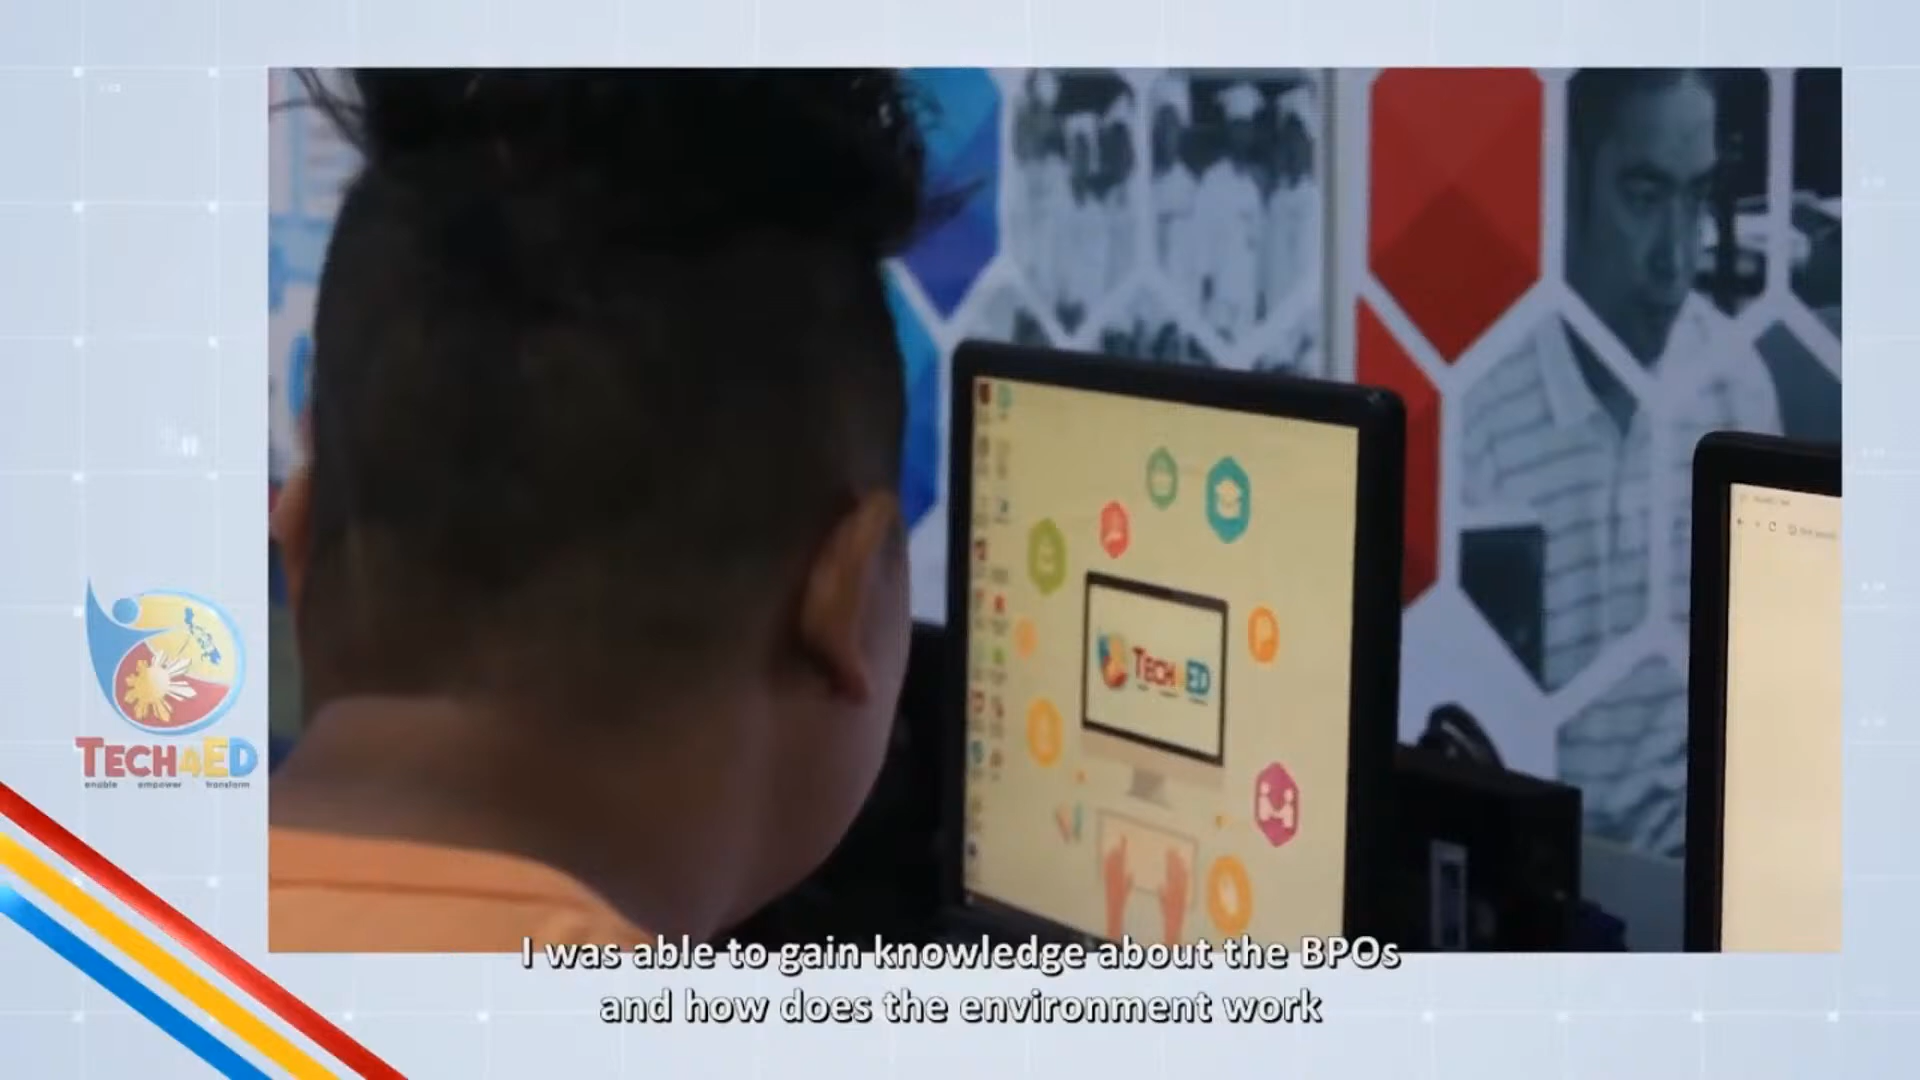 TECH4ED
TECH4ED
enable empower transform
I was able to gain knowledge about the BPOs
and how does the environment work